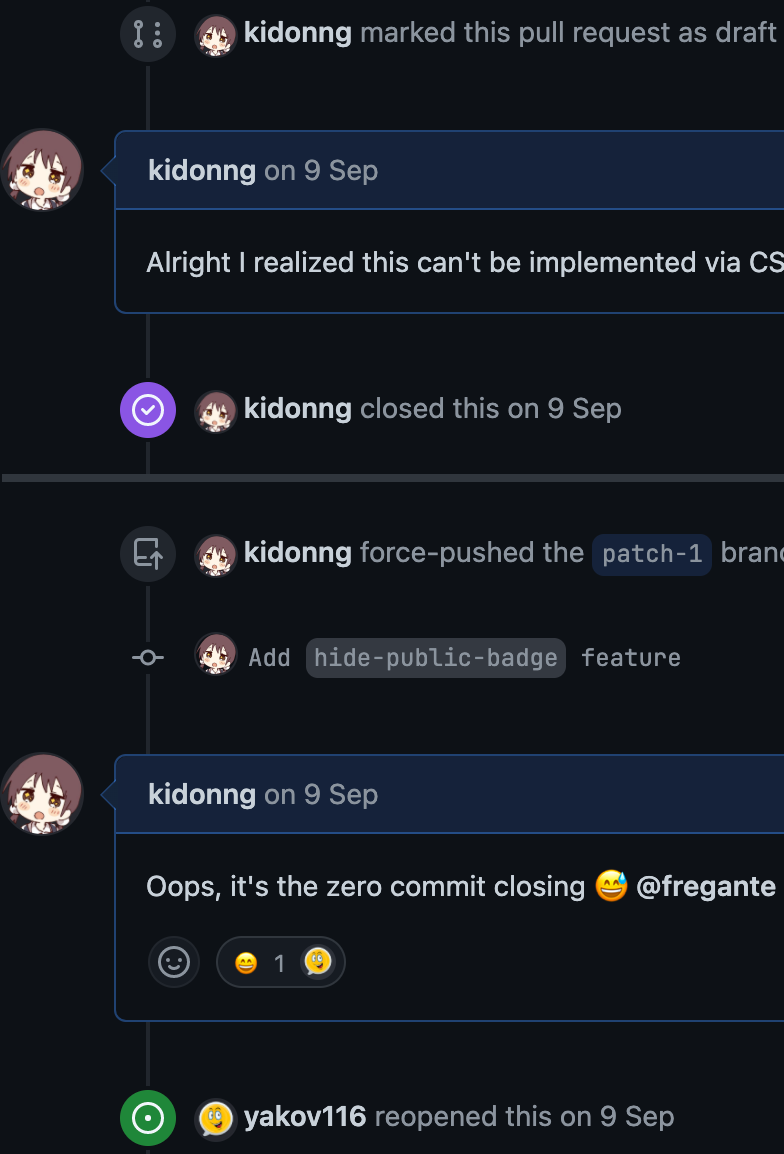 kidonng marked this pull request as draft
kidonng on 9 Sep
Alright I realized this can't be implemented via CS
kidonng closed this on 9 Sep
kidonng force-pushed the patch-1 branc
Add hide-public-badge feature
kidonng on 9 Sep
Oops, it's the zero commit closing 😅 @fregante
😄 1
yakov116 reopened this on 9 Sep